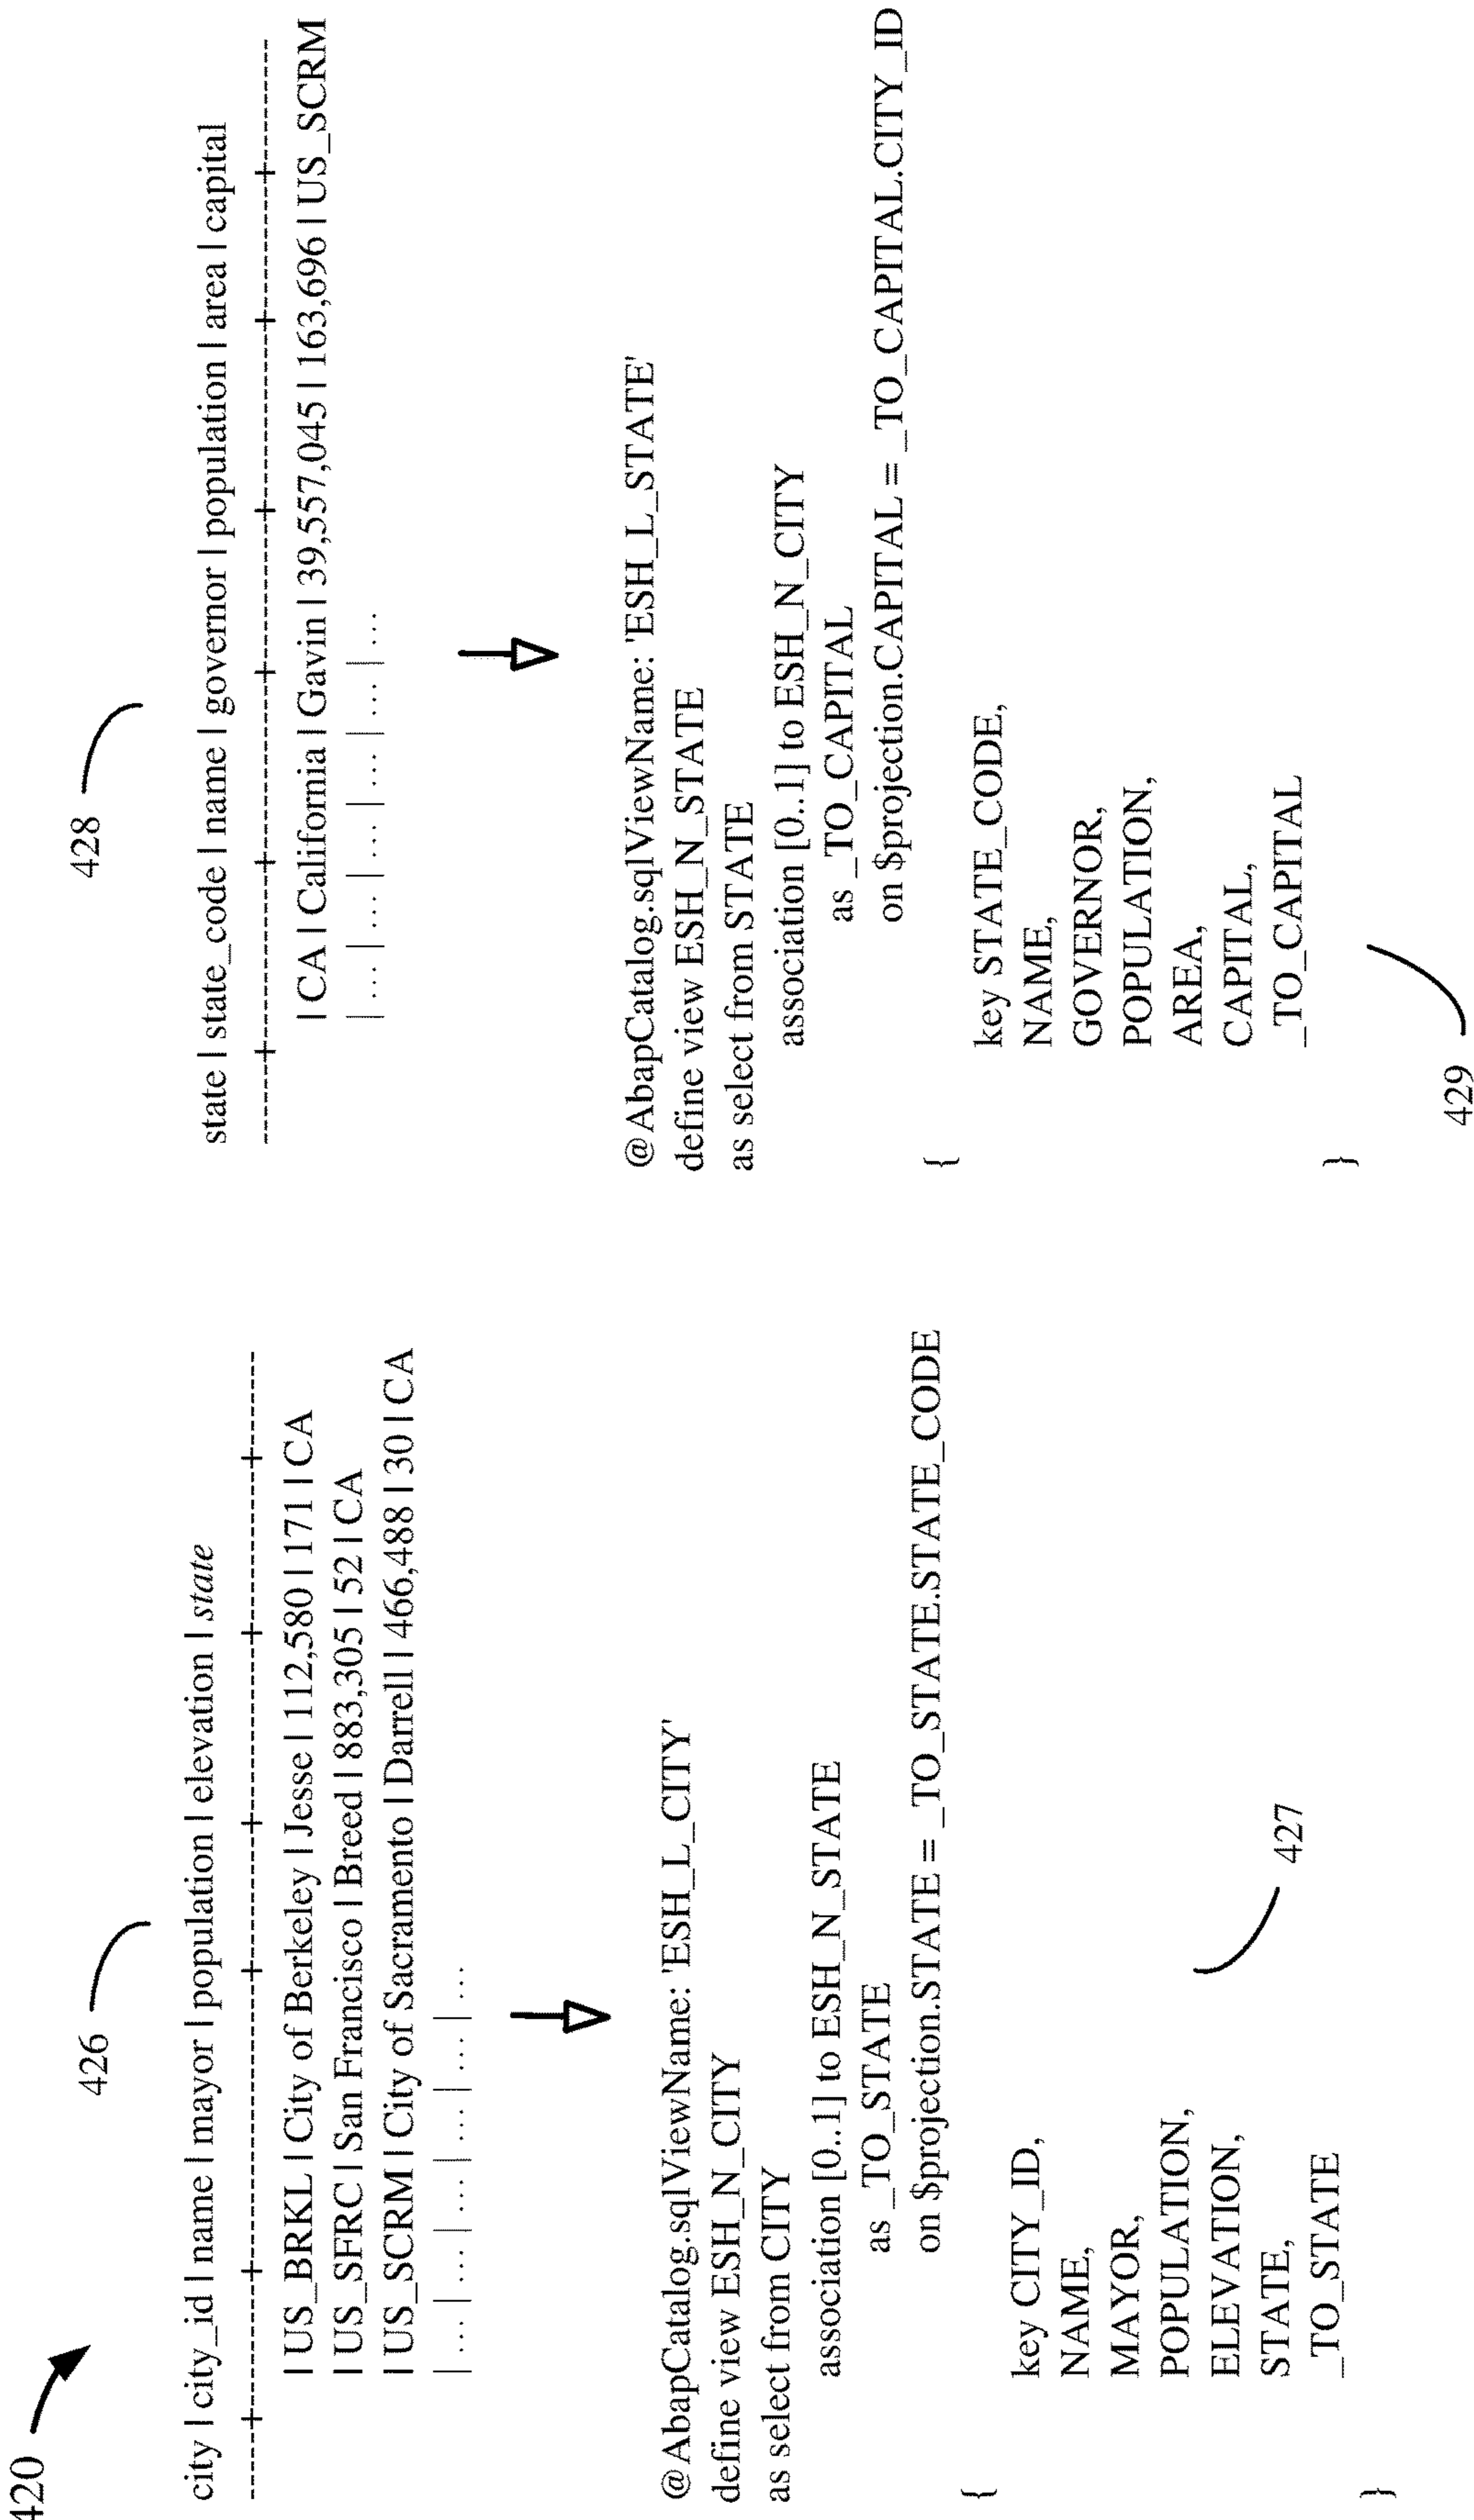 420
426
city | city_id | name | mayor | population | elevation | state
--------+------------+------------------------+------------+---------------+--------------+--------
| US_BRKL | City of Berkeley | Jesse | 112,580 | 171 | CA
| US_SFRC | San Francisco | Breed | 883,305 | 52 | CA
| US_SCRM | City of Sacramento | Darrell | 466,488 | 30 | CA
|… |… |… |… |… |…
@AbapCatalog.sqlViewName: 'ESH_L_CITY'
define view ESH_N_CITY
as select from CITY
association [0..1] to ESH_N_STATE
as _TO_STATE
on $projection.STATE = _TO_STATE.STATE_CODE
{
key CITY_ID,
NAME,
MAYOR,
POPULATION,
ELEVATION,
STATE,
_TO_STATE
}
427
428
state | state_code | name | governor | population | area | capital
--------+---------------+---------------+------------+---------------+-----------+-----------
| CA | California | Gavin | 39,557,045 | 163,696 | US_SCRM
|… |… |… |… |… |…
@AbapCatalog.sqlViewName: 'ESH_L_STATE'
define view ESH_N_STATE
as select from STATE
association [0..1] to ESH_N_CITY
as _TO_CAPITAL
on $projection.CAPITAL = _TO_CAPITAL.CITY_ID
{
key STATE_CODE,
NAME,
GOVERNOR,
POPULATION,
AREA,
CAPITAL,
_TO_CAPITAL
}
429